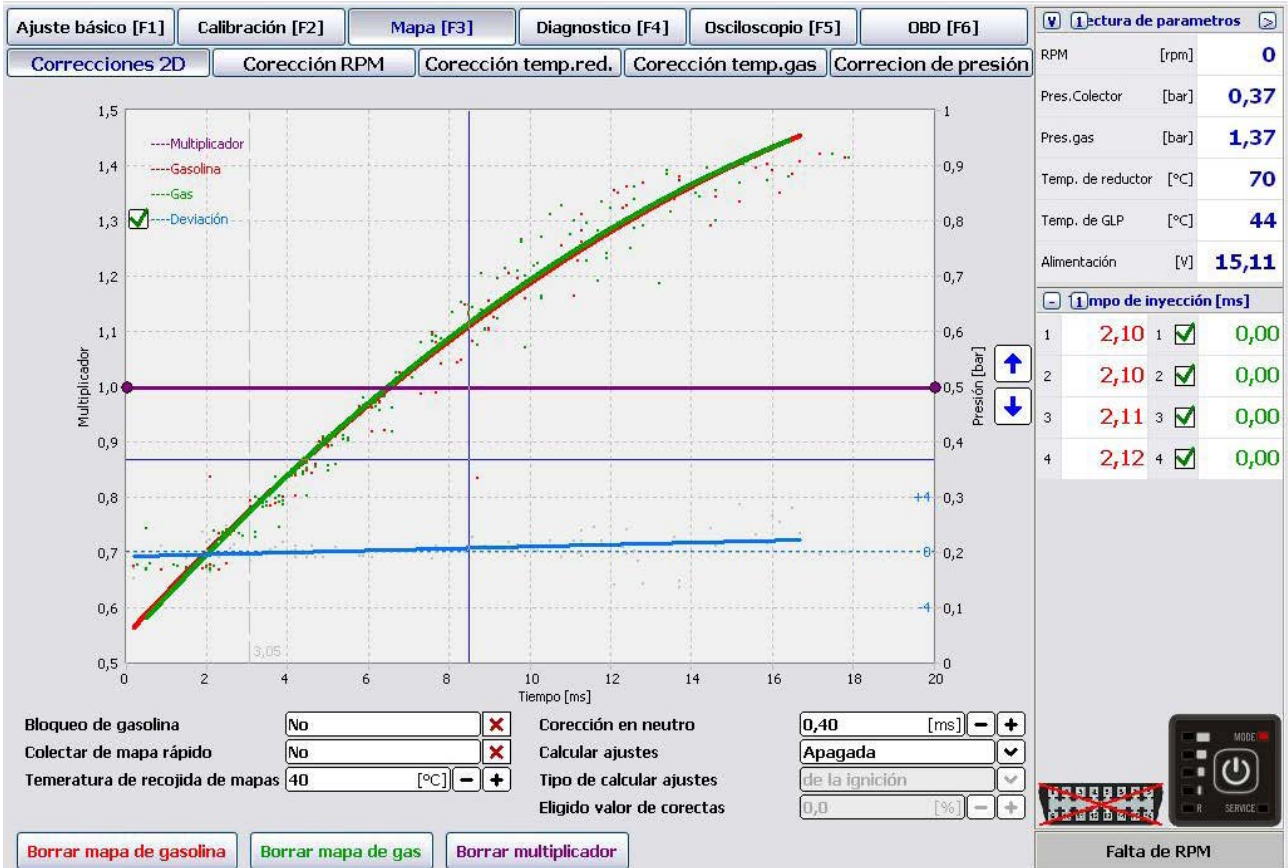 Ajuste básico [F1] Calibración [F2] Mapa [F3] Diagnostico [F4] Osciloscopio [F5] OBD [F6]
Correcciones 2D Corección RPM Corección temp.red. Corección temp.gas Correcion de presión
1,5 1
----Multiplicador
1,4 ----Gasolina 0,9
----Gas
1,3 ----Deviación 0,8
1,2 0,7
1,1 0,6
Multiplicador
1,0 0,5
Presión [bar]
0,9 0,4
0,8 +4 0,3
0,7 0 0,2
0,6 -4 0,1
3,05
0,5 0
0 2 4 6 8 10 12 14 16 18 20
Tiempo [ms]
Bloqueo de gasolina No
Colectar de mapa rápido No
Temeratura de recojida de mapas 40 [ºC] - +
Corección en neutro 0,40 [ms] - +
Calcular ajustes Apagada
Tipo de calcular ajustes de la ignición
Eligido valor de corectas 0,0 [%] - +
Borrar mapa de gasolina Borrar mapa de gas Borrar multiplicador
V 1 ectura de parametros >
RPM [rpm] 0
Pres.Colector [bar] 0,37
Pres.gas [bar] 1,37
Temp. de reductor [ºC] 70
Temp. de GLP [ºC] 44
Alimentación [V] 15,11
- 1 mpo de inyección [ms]
1 2,10 1 0,00
2 2,10 2 0,00
3 2,11 3 0,00
4 2,12 4 0,00
MODE
R SERVICE
Falta de RPM